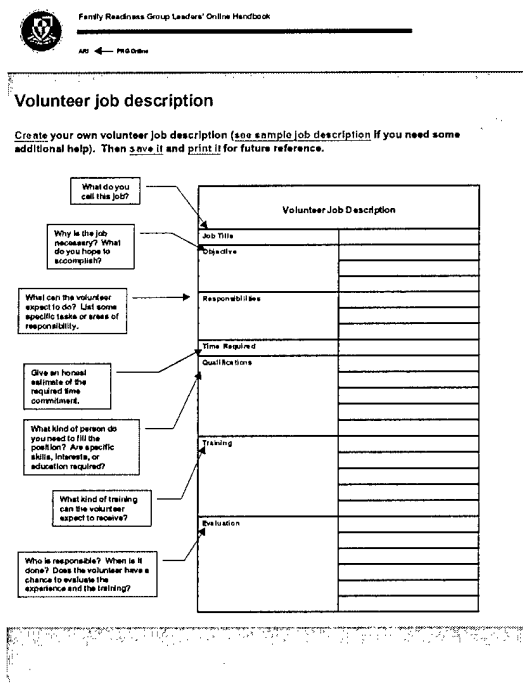 Family Readiness Group Leaders' Online Handbook
ARI FRG Online
Volunteer job description
Create your own volunteer job description (see sample job description if you need some
additional help). Then save it and print it for future reference.
What do you
call this job?
Volunteer Job Description
Job Title
Why is the job
necessary? What
do you hope to
accomplish?
Objective
What can the volunteer
expect to do? List some
specific tasks or areas of
responsibility.
Responsibilities
Time Required
Give an honest
estimate of the
required time
commitment.
Qualifications
What kind of person do
you need to fill the
position? Are specific
skills, interests, or
education required?
Training
What kind of training
can the volunteer
expect to receive?
Evaluation
Who is responsible? When is it
done? Does the volunteer have a
chance to evaluate the
experience and the training?